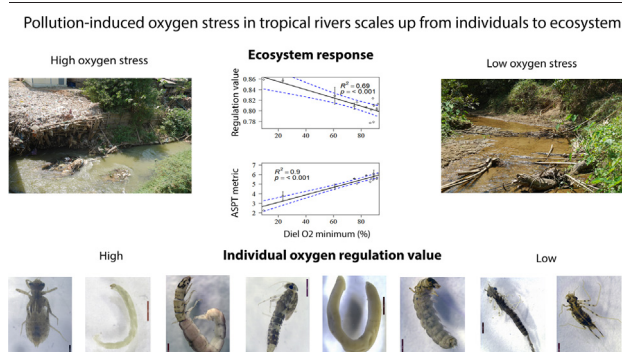 Pollution-induced oxygen stress in tropical rivers scales up from individuals to ecosystem
High oxygen stress
Ecosystem response
Low oxygen stress
Regulation value
0.86
0.84
0.82
0.80
0.78
R² = 0.69
p = < 0.001
20 40 60 80
ASPT metric
7
6
5
4
3
2
R² = 0.9
p = < 0.001
20 40 60 80
Diel O2 minimum (%)
High
Individual oxygen regulation value
Low